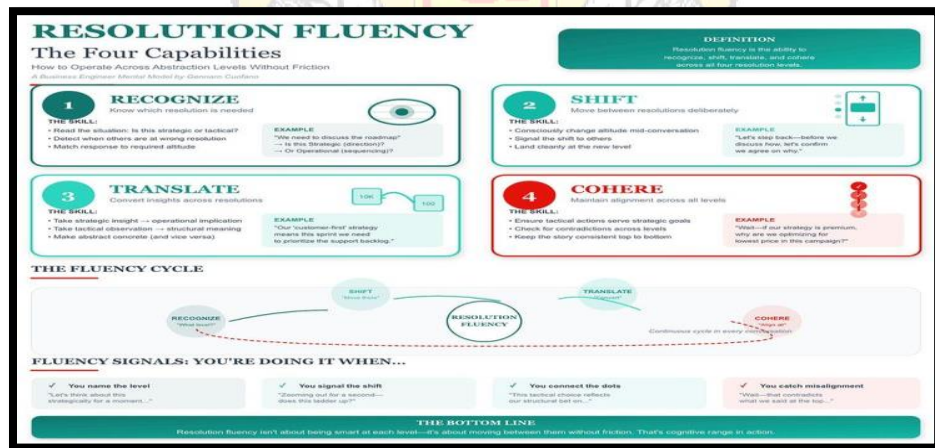 RESOLUTION FLUENCY
The Four Capabilities
How to Operate Across Abstraction Levels Without Friction
A Business Engineer Mental Model by Gennaro Cuofano
DEFINITION
Resolution fluency is the ability to
recognize, shift, translate, and cohere
across all four resolution levels.
1
RECOGNIZE
Know which resolution is needed
THE SKILL:
• Read the situation: Is this strategic or tactical?
• Detect when others are at wrong resolution
• Match response to required altitude
EXAMPLE
"We need to discuss the roadmap"
→ Is this Strategic (direction)?
→ Or Operational (sequencing)?
2
SHIFT
Move between resolutions deliberately
THE SKILL:
• Consciously change altitude mid-conversation
• Signal the shift to others
• Land cleanly at the new level
EXAMPLE
"Let's step back—before we
discuss how, let's confirm
we agree on why."
3
TRANSLATE
Convert insights across resolutions
THE SKILL:
• Take strategic insight → operational implication
• Take tactical observation → structural meaning
• Make abstract concrete (and vice versa)
10K
EXAMPLE
"Our 'customer-first' strategy
means this sprint we need
to prioritize the support backlog."
4
COHERE
Maintain alignment across all levels
THE SKILL:
• Ensure tactical actions serve strategic goals
• Check for contradictions across levels
• Keep the story consistent top to bottom
EXAMPLE
"Wait—if our strategy is premium,
why are we optimizing for
lowest price in this campaign?"
THE FLUENCY CYCLE
SHIFT
TRANSLATE
RECOGNIZE
"What level?"
RESOLUTION
FLUENCY
COHERE
Continuous cycle in every conversation
FLUENCY SIGNALS: YOU'RE DOING IT WHEN...
✓ You name the level
"Let's think about this
strategically for a moment..."
✓ You signal the shift
"Zooming out for a second—
does this ladder up?"
✓ You connect the dots
"This tactical choice reflects
our structural bet on..."
✓ You catch misalignment
"Wait—that contradicts
what we said at the top..."
THE BOTTOM LINE
Resolution fluency isn't about being smart at each level—it's about moving between them without friction. That's cognitive range in action.